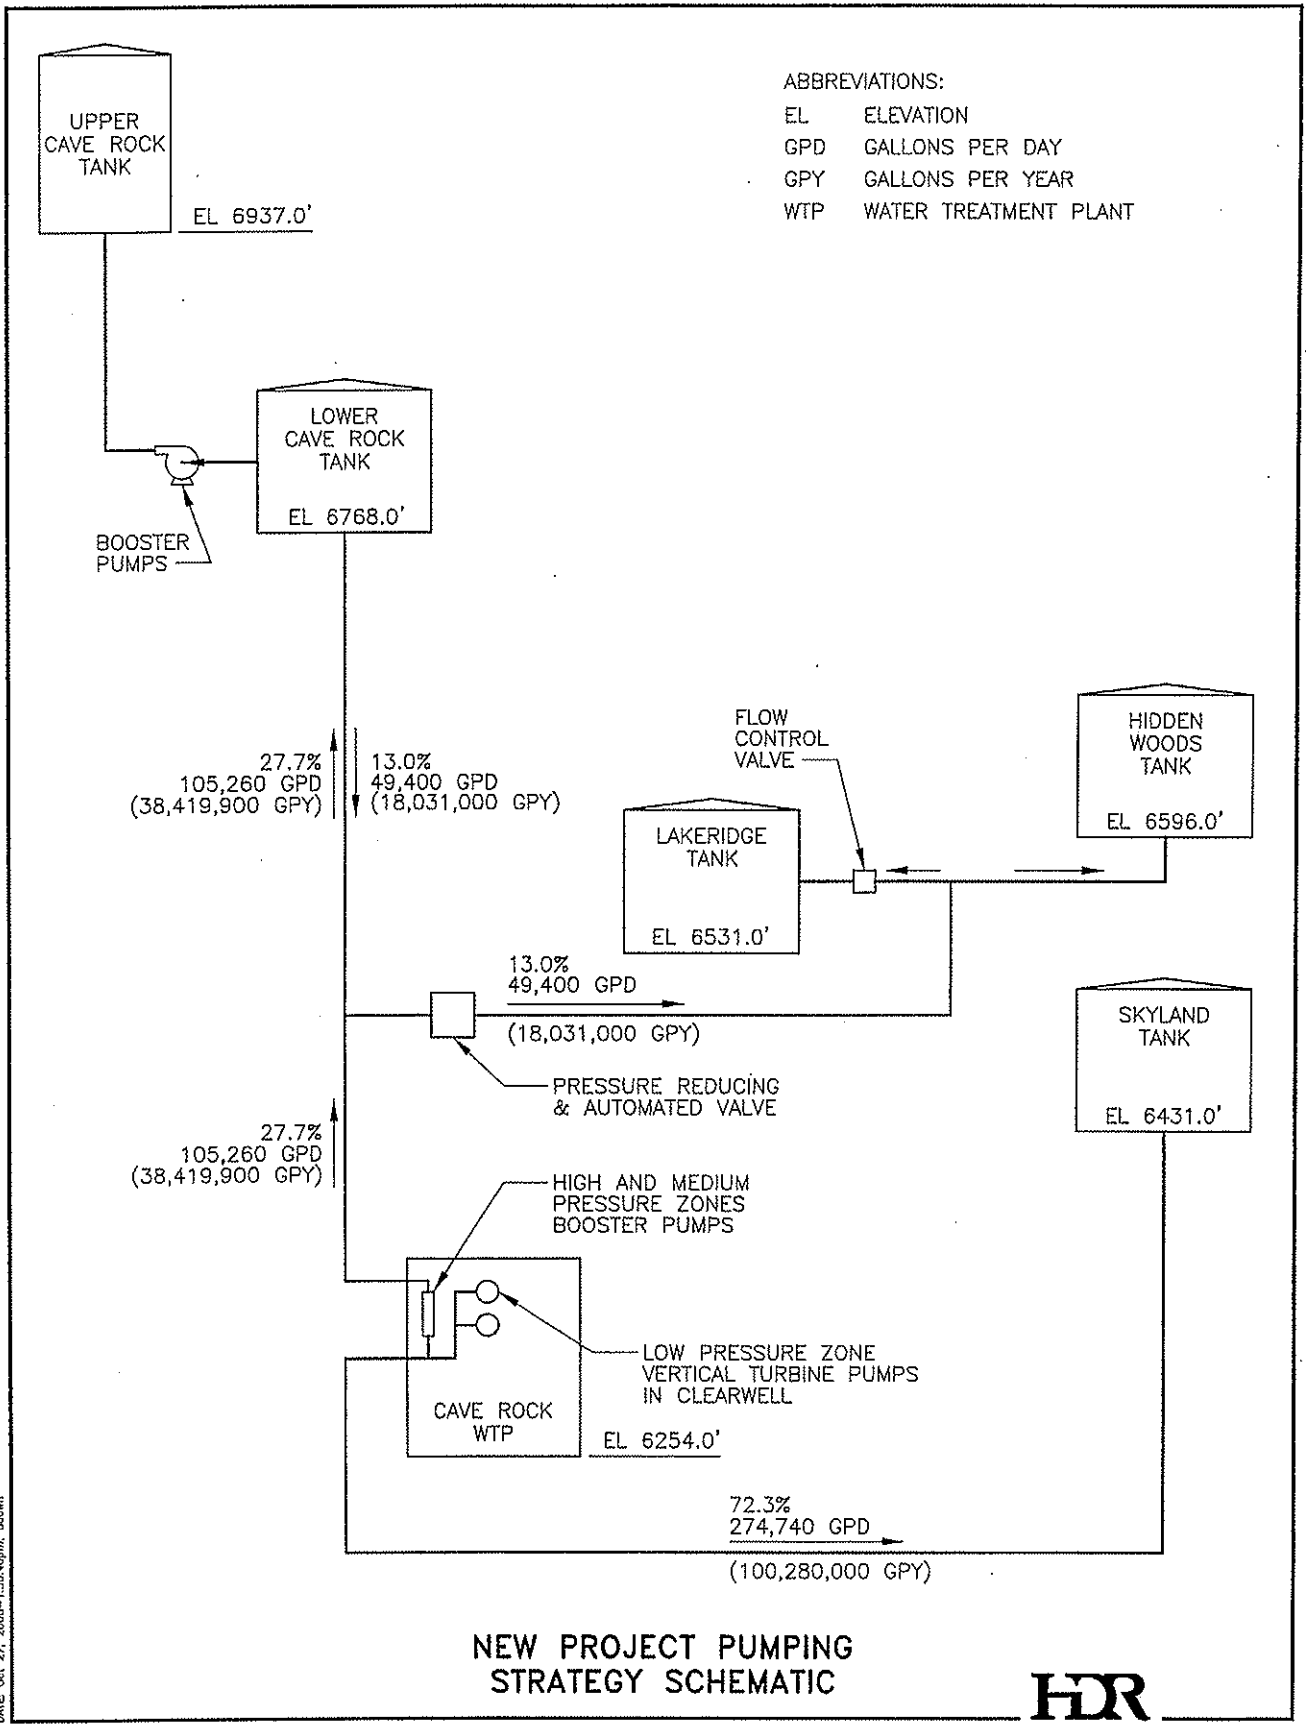 UPPER
CAVE ROCK
TANK
EL 6937.0'
ABBREVIATIONS:
EL ELEVATION
GPD GALLONS PER DAY
GPY GALLONS PER YEAR
WTP WATER TREATMENT PLANT
LOWER
CAVE ROCK
TANK
EL 6768.0'
BOOSTER
PUMPS
27.7%
105,260 GPD
(38,419,900 GPY)
13.0%
49,400 GPD
(18,031,000 GPY)
FLOW
CONTROL
VALVE
HIDDEN
WOODS
TANK
EL 6596.0'
LAKERIDGE
TANK
EL 6531.0'
13.0%
49,400 GPD
(18,031,000 GPY)
SKYLAND
TANK
EL 6431.0'
PRESSURE REDUCING
& AUTOMATED VALVE
27.7%
105,260 GPD
(38,419,900 GPY)
HIGH AND MEDIUM
PRESSURE ZONES
BOOSTER PUMPS
LOW PRESSURE ZONE
VERTICAL TURBINE PUMPS
IN CLEARWELL
CAVE ROCK
WTP
EL 6254.0'
72.3%
274,740 GPD
(100,280,000 GPY)
NEW PROJECT PUMPING
STRATEGY SCHEMATIC
HDR